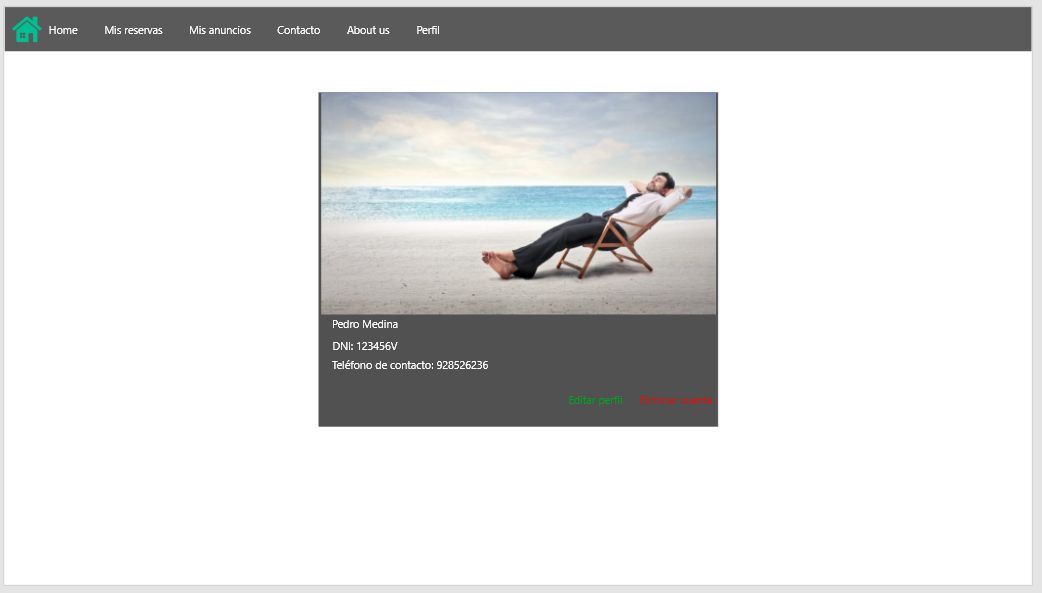 Home Mis reservas Mis anuncios Contacto About us Perfil
Pedro Medina
DNI: 123456V
Teléfono de contacto: 928526236
Editar perfil